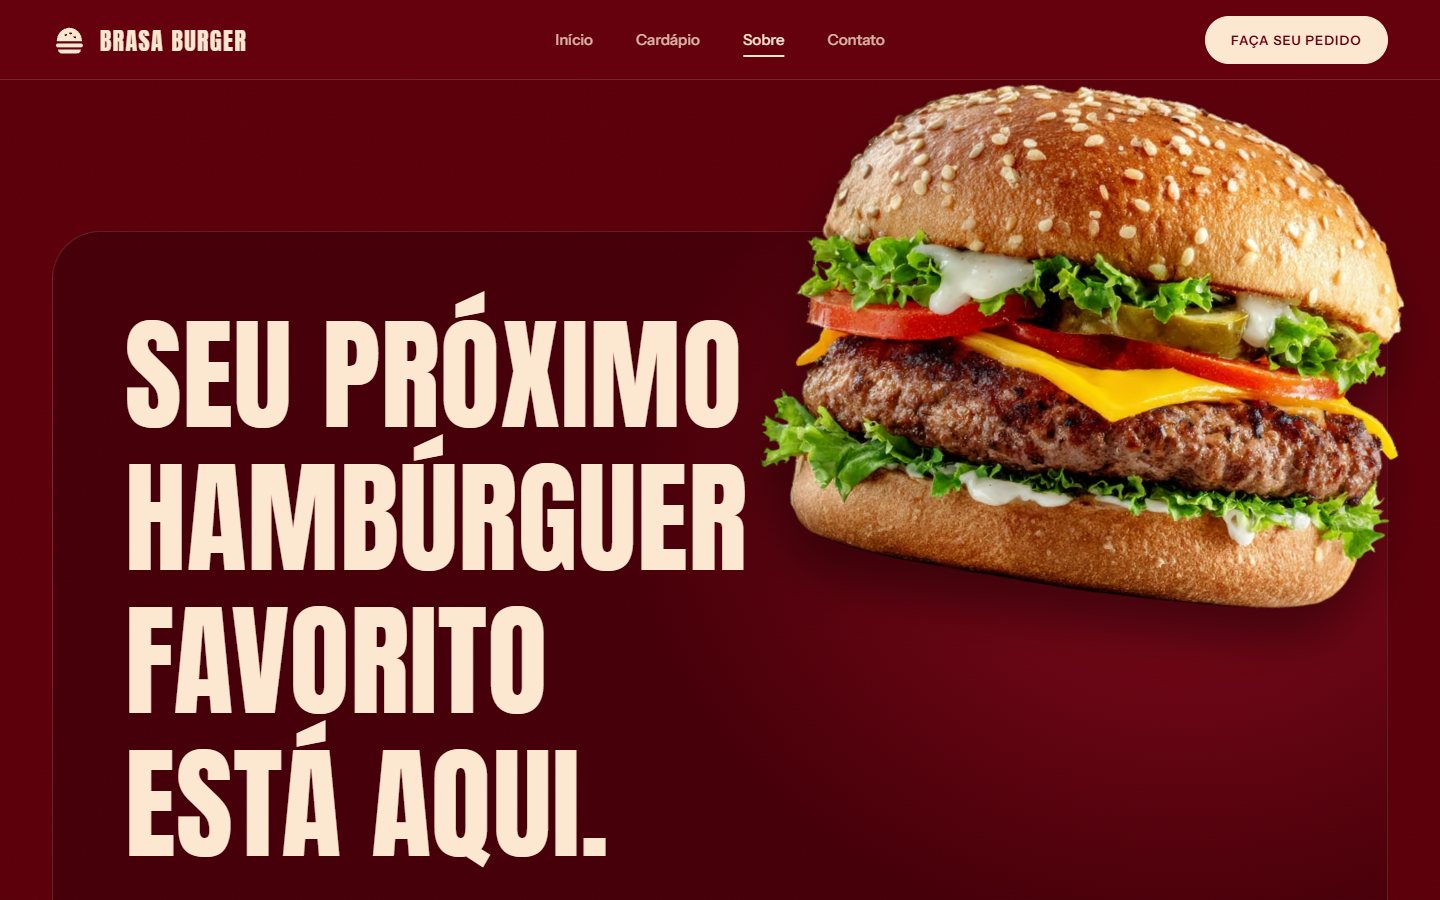 BRASA BURGER
Início
Cardápio
Sobre
Contato
FAÇA SEU PEDIDO
SEU PRÓXIMO
HAMBÚRGUER
FAVORITO
ESTÁ AQUI.